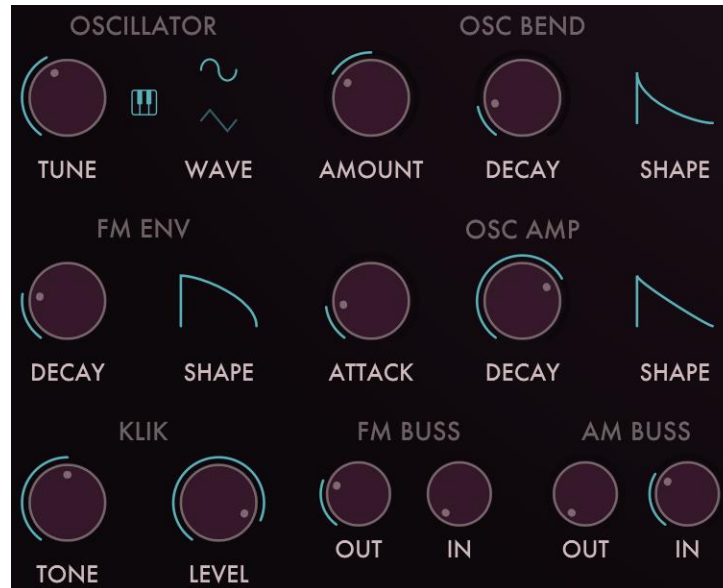 OSCILLATOR OSC BEND
TUNE WAVE AMOUNT DECAY SHAPE
FM ENV OSC AMP
DECAY SHAPE ATTACK DECAY SHAPE
KLIK FM BUSS AM BUSS
OUT IN OUT IN
TONE LEVEL